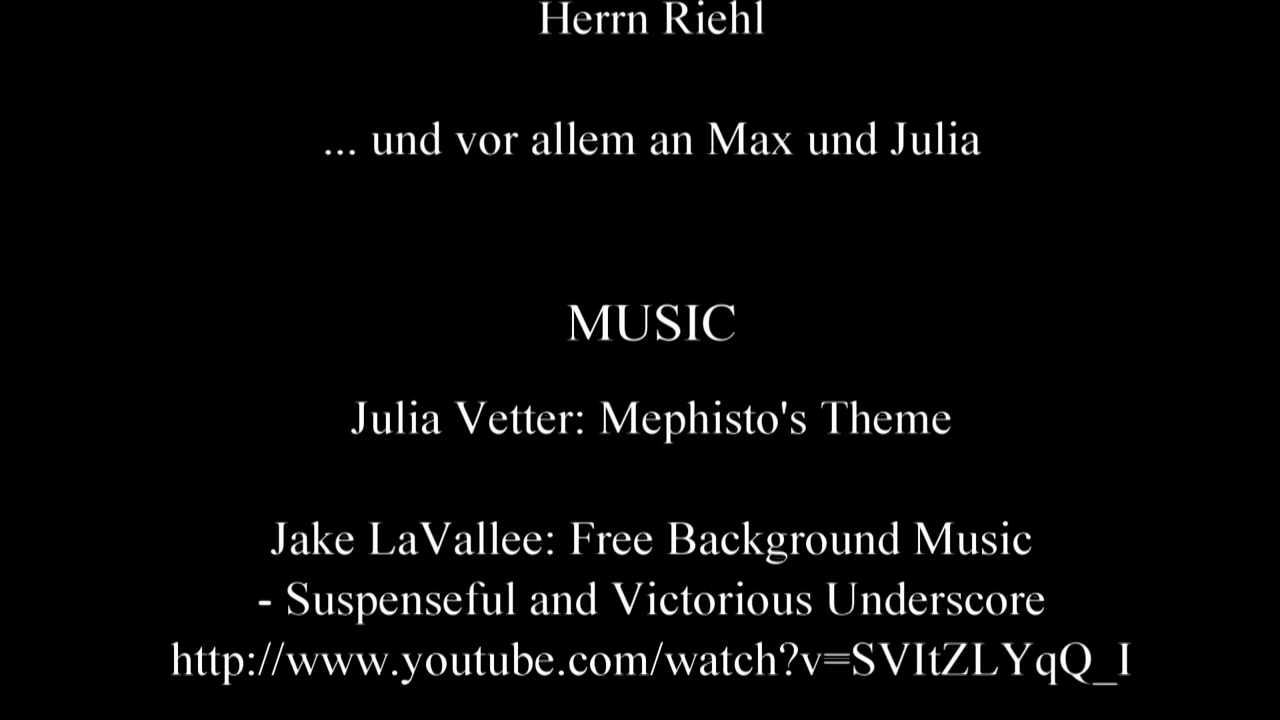 Herrn Riehl
... und vor allem an Max und Julia
MUSIC
Julia Vetter: Mephisto's Theme
Jake LaVallee: Free Background Music
- Suspenseful and Victorious Underscore
http://www.youtube.com/watch?v=SVItZLYqQ_I